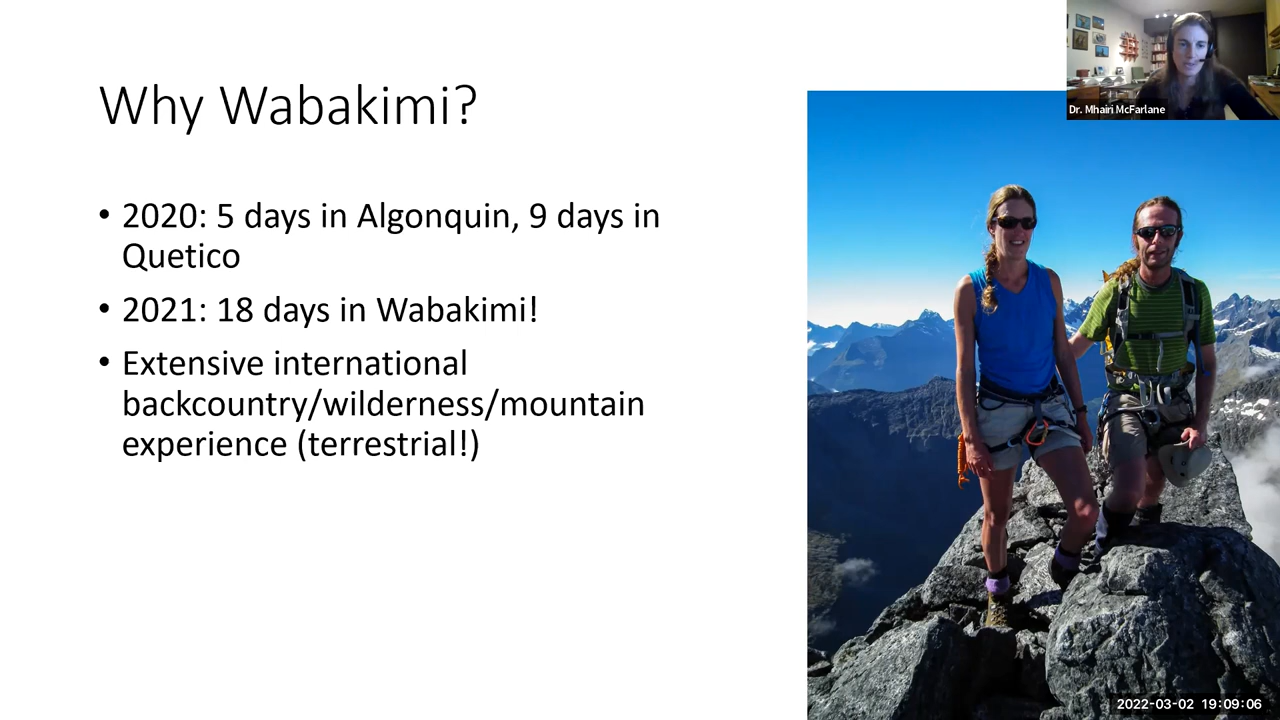 Why Wabakimi?
• 2020: 5 days in Algonquin, 9 days in
Quetico
• 2021: 18 days in Wabakimi!
• Extensive international
backcountry/wilderness/mountain
experience (terrestrial!)
Dr. Mhairi McFarlane
2022-03-02 19:09:06